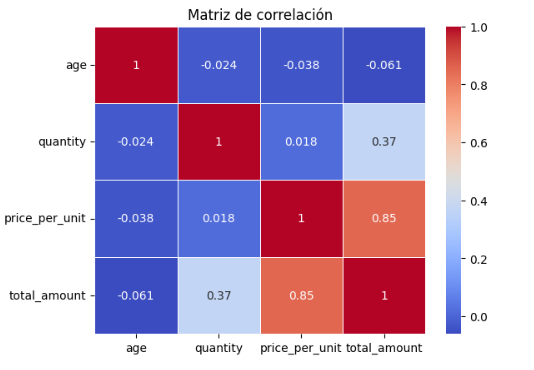 Matriz de correlación
age 1 -0.024 -0.038 -0.061
quantity -0.024 1 0.018 0.37
price_per_unit -0.038 0.018 1 0.85
total_amount -0.061 0.37 0.85 1
age quantity price_per_unit total_amount
1.0
0.8
0.6
0.4
0.2
0.0